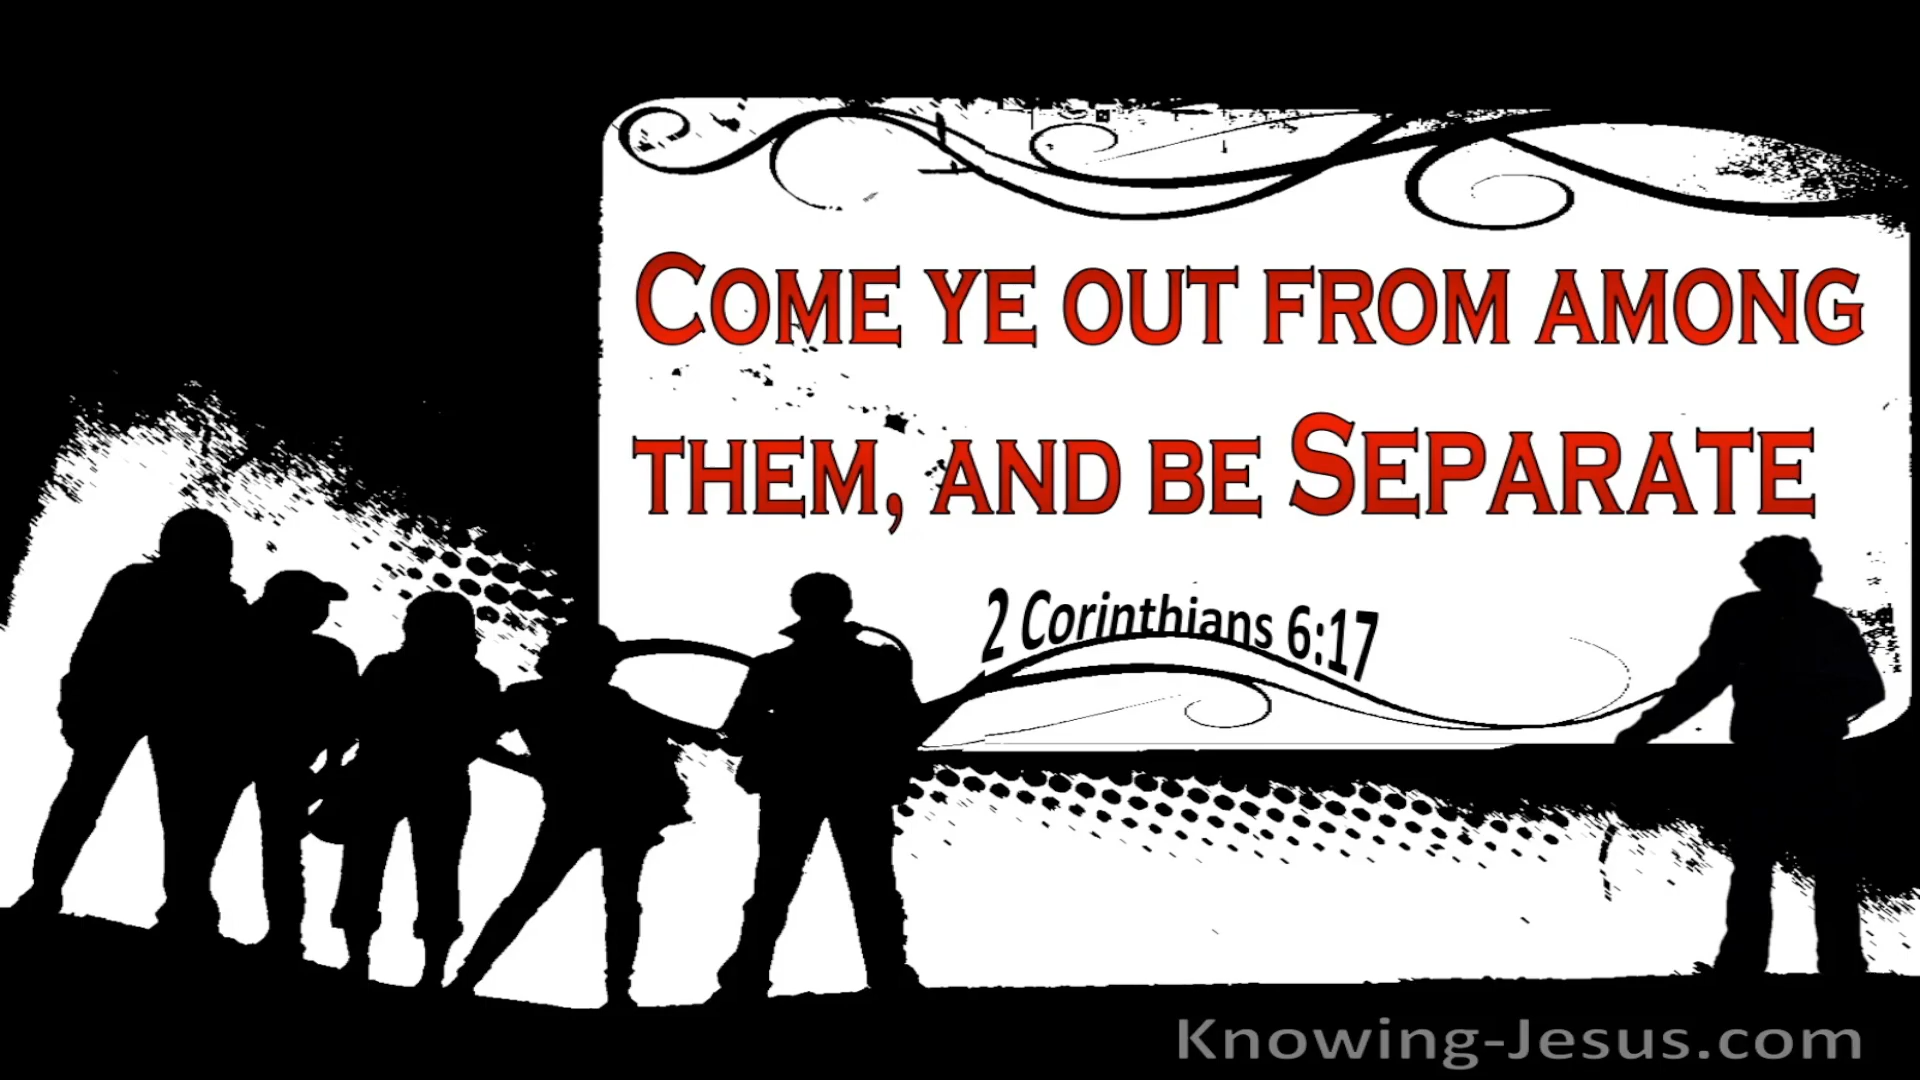 Come ye out from among
them, and be Separate
2 Corinthians 6:17
Knowing-Jesus.com